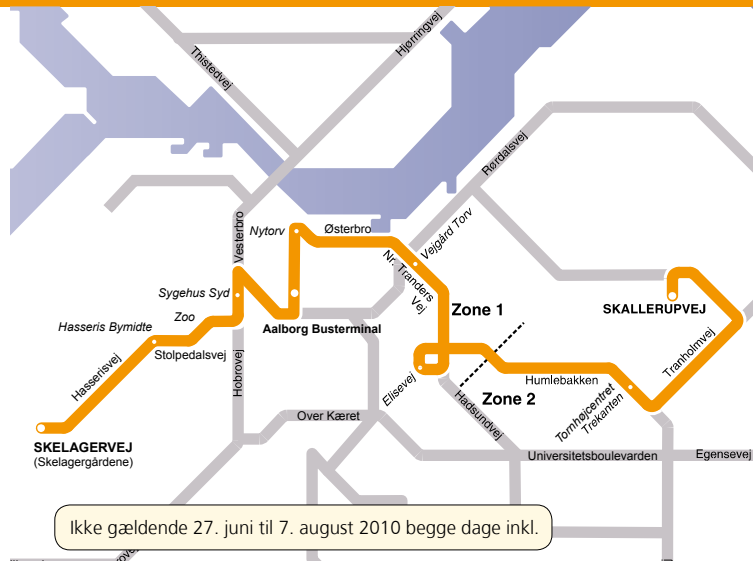 Thistedvej
Hjørringvej
Rørdalsvej
Vesterbro
Nytorv
Østerbro
Vejgård Torv
Nr. Tranders
Vej
Sygehus Syd
Zoo
Hasseris Bymidte
Stolpedalsvej
Hasserisvej
Hobrovej
Aalborg Busterminal
Zone 1
SKALLERUPVEJ
Tranholmvej
Elisevej
Zone 2
Humlebakken
Hadsundvej
Tornhøjcentret
Trekanten
Over Kæret
SKELAGERVEJ
(Skelagergårdene)
Universitetsboulevarden
Egensevej
Ikke gældende 27. juni til 7. august 2010 begge dage inkl.